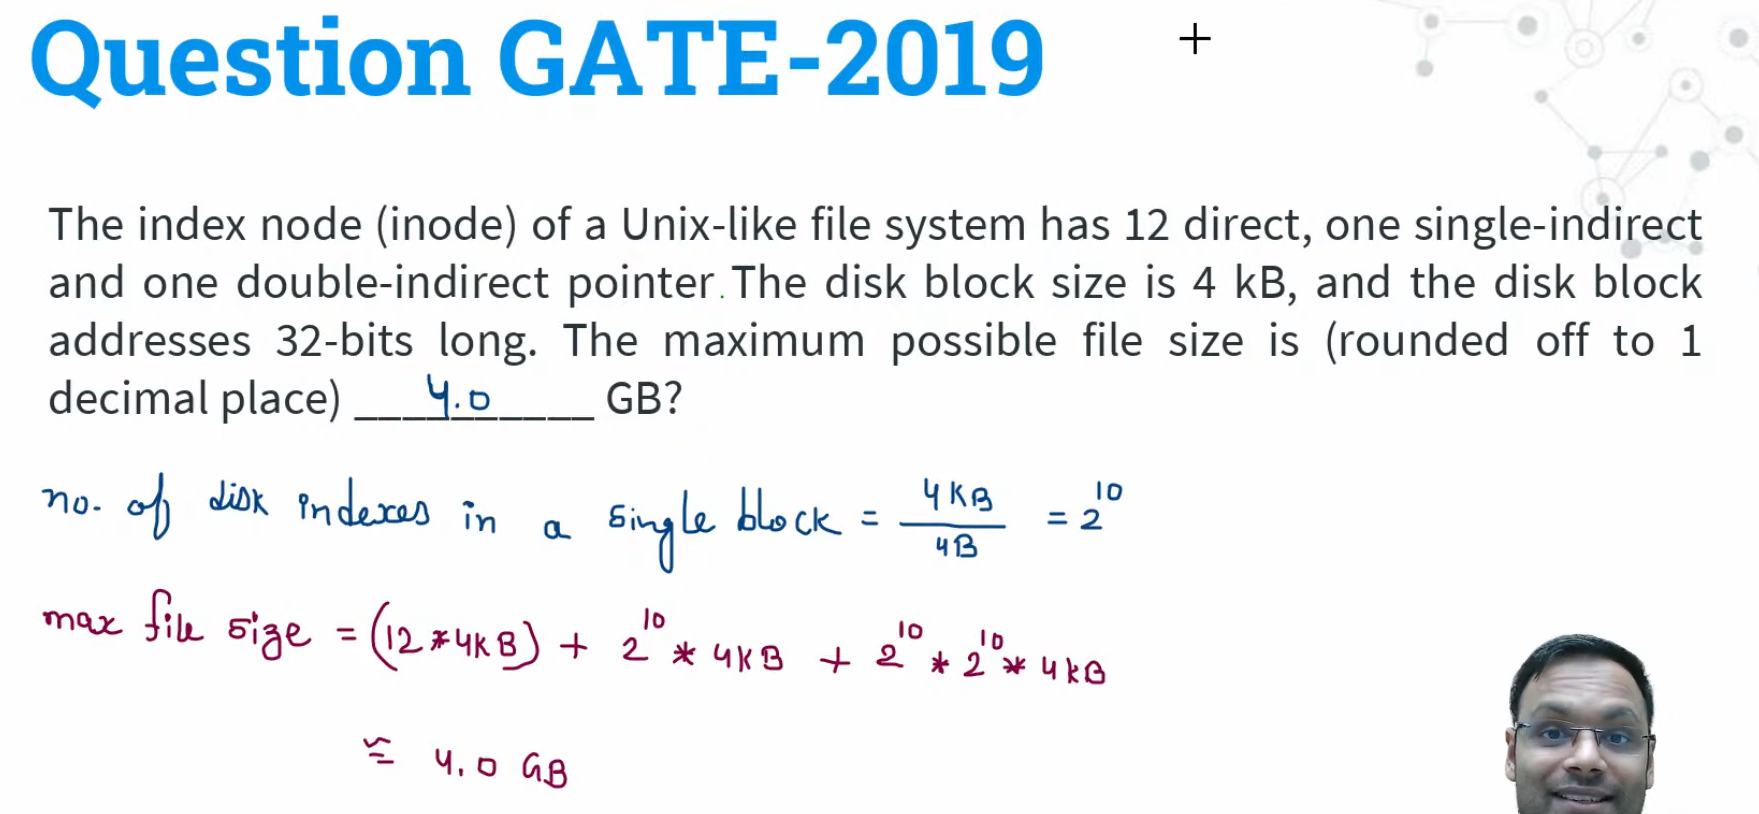 Question GATE-2019
The index node (inode) of a Unix-like file system has 12 direct, one single-indirect
and one double-indirect pointer.The disk block size is 4 kB, and the disk block
addresses 32-bits long. The maximum possible file size is (rounded off to 1
decimal place) ____4.0____ GB?
no. of disk indexes in a single block = 4KB/4B = 2^10
max file size = (12*4KB) + 2^10 * 4KB + 2^10 * 2^10 * 4KB
≈ 4.0 GB